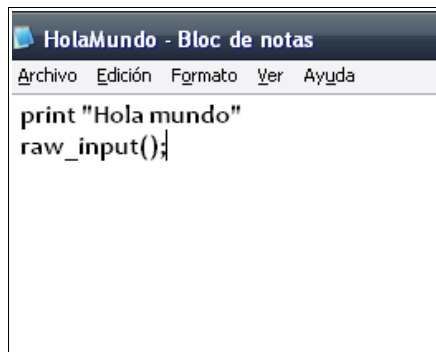 HolaMundo - Bloc de notas
Archivo Edición Formato Ver Ayuda
print "Hola mundo"
raw_input();